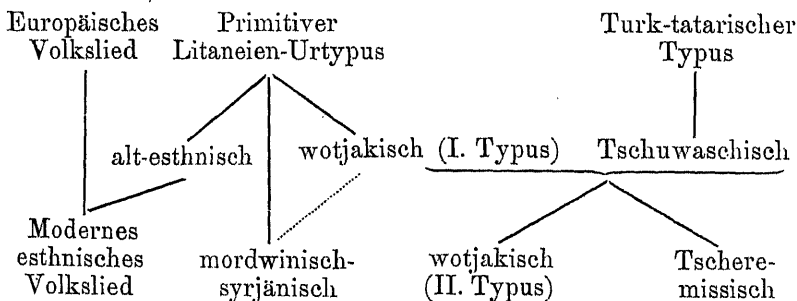 Europäisches
Volkslied
Primitiver
Litaneien-Urtypus
Turk-tatarischer
Typus
alt-esthnisch
wotjakisch (I. Typus)
Tschuwaschisch
Modernes
esthnisches
Volkslied
mordwinisch-
syrjänisch
wotjakisch
(II. Typus)
Tschere-
missisch